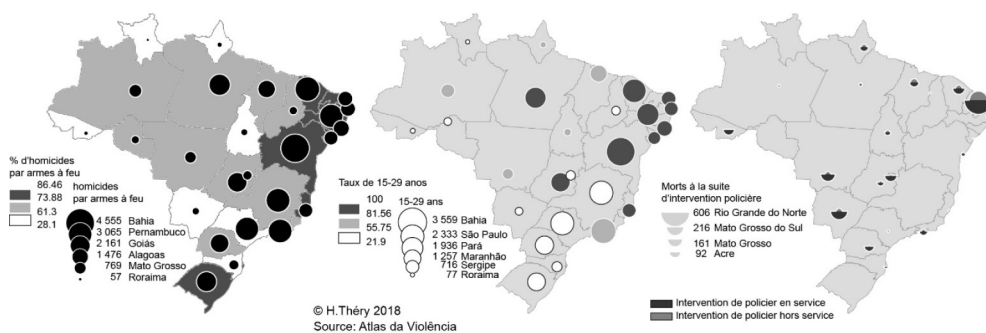 % d'homicides
par armes à feu
86.46
73.88
61.3
28.1
homicides
par armes à feu
4 555 Bahia
3 065 Pernambuco
2 161 Goiás
1 476 Alagoas
769 Mato Grosso
57 Roraima
Taux de 15-29 anos
100
81.56
55.75
21.9
15-29 ans
3 559 Bahia
2 333 São Paulo
1 936 Pará
1 257 Maranhão
716 Sergipe
77 Roraima
Morts à la suite
d'intervention policière
606 Rio Grande do Norte
216 Mato Grosso do Sul
161 Mato Grosso
92 Acre
Intervention de policier en service
Intervention de policier hors service
© H.Théry 2018
Source: Atlas da Violência